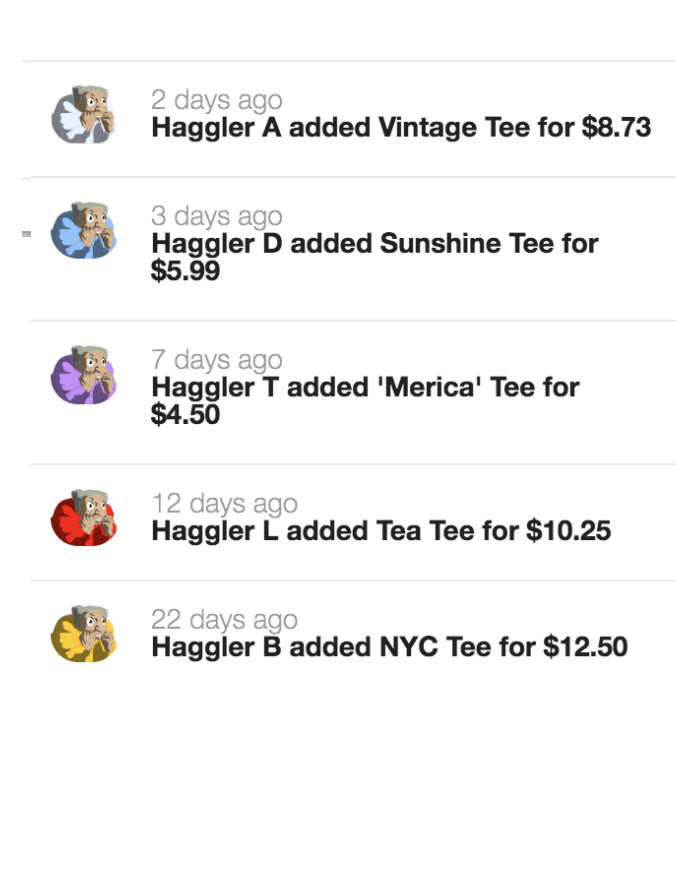 2 days ago
Haggler A added Vintage Tee for $8.73
3 days ago
Haggler D added Sunshine Tee for
$5.99
7 days ago
Haggler T added 'Merica' Tee for
$4.50
12 days ago
Haggler L added Tea Tee for $10.25
22 days ago
Haggler B added NYC Tee for $12.50